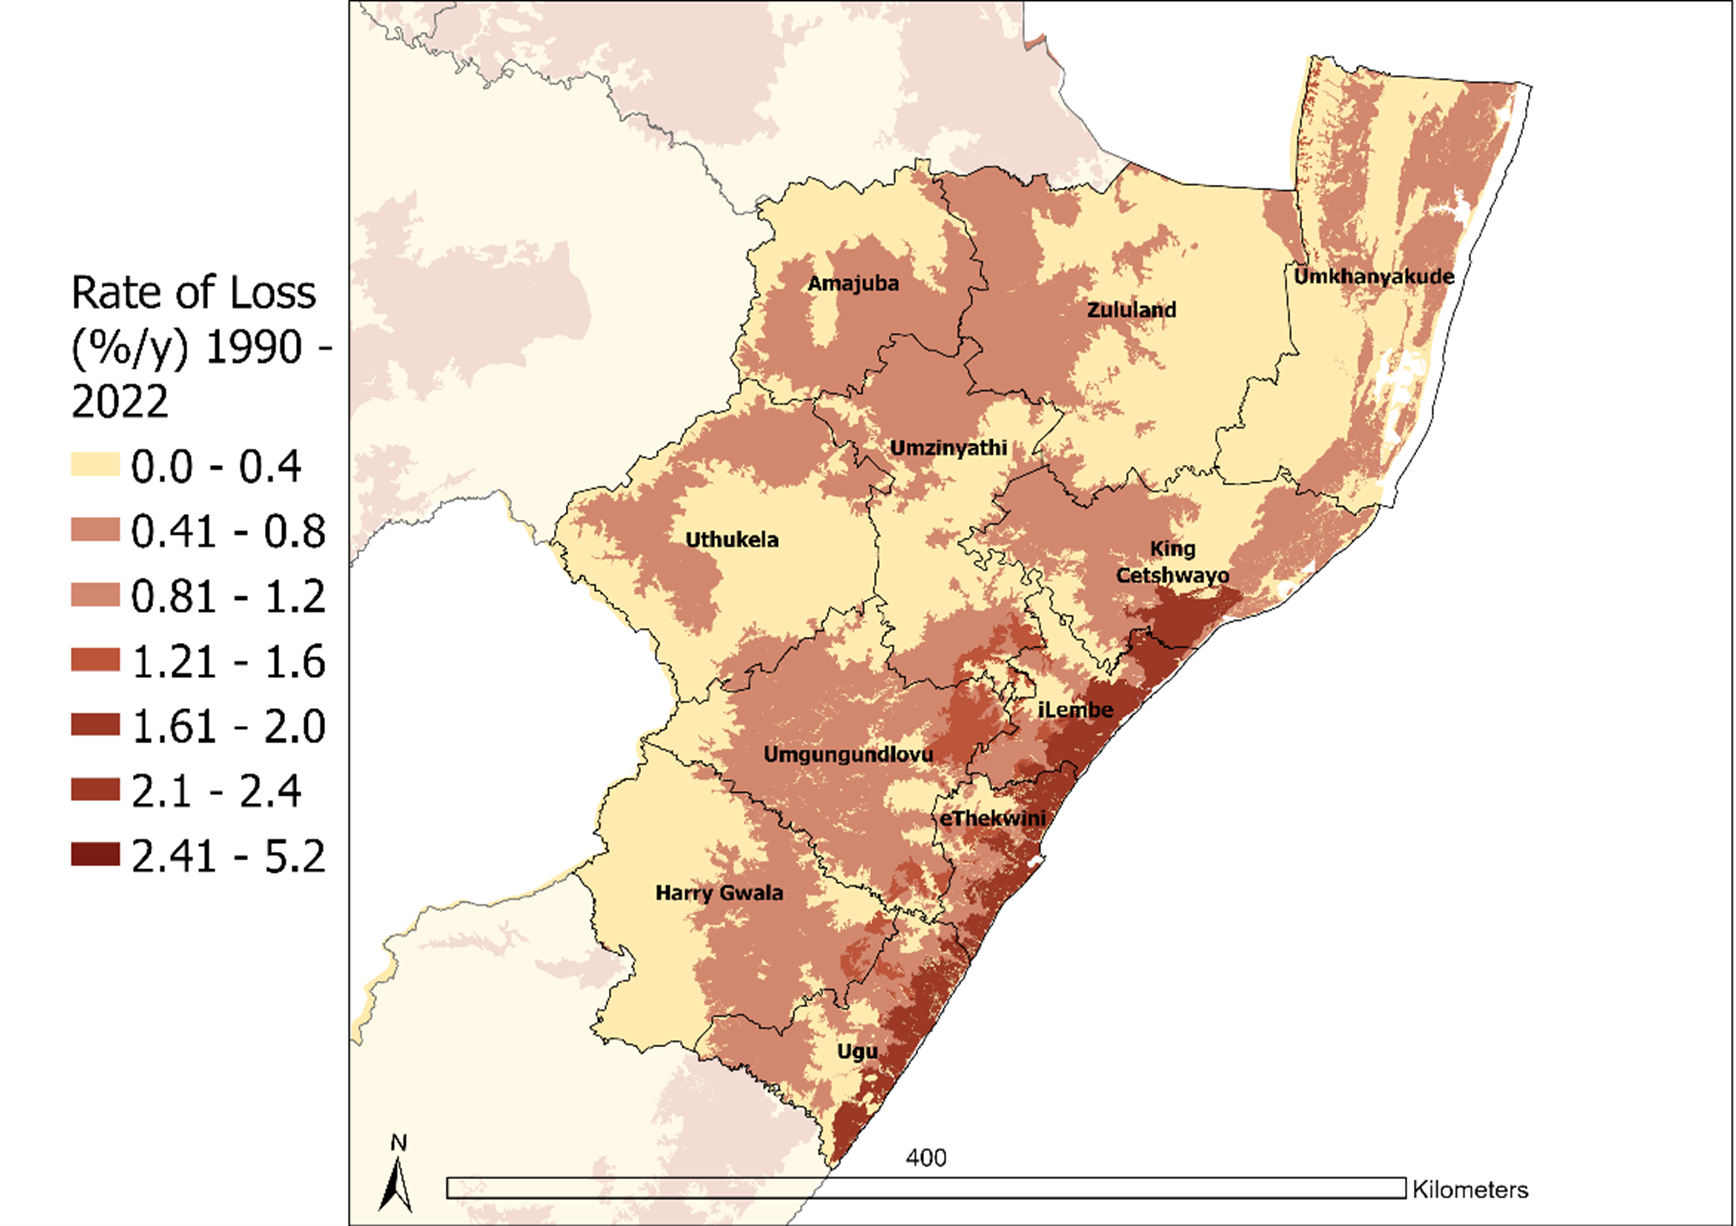 Rate of Loss
(%/y) 1990 -
2022
0.0 - 0.4
0.41 - 0.8
0.81 - 1.2
1.21 - 1.6
1.61 - 2.0
2.1 - 2.4
2.41 - 5.2
Umkhanyakude
Amajuba
Zululand
Umzinyathi
Uthukela
King
Cetshwayo
iLembe
Umgungundlovu
eThekwini
Harry Gwala
Ugu
N
400
Kilometers